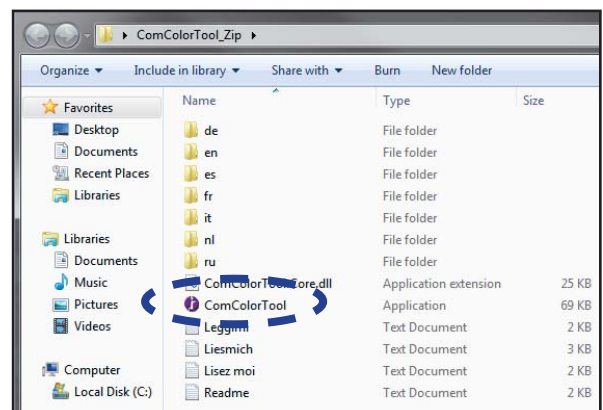 ComColorTool_Zip
Organize Include in library Share with Burn New folder
Favorites
Desktop
Documents
Recent Places
Libraries
Libraries
Documents
Music
Pictures
Videos
Computer
Local Disk (C:)
Name Type Size
de File folder
en File folder
es File folder
fr File folder
it File folder
nl File folder
ru File folder
ComColorTool.Core.dll Application extension 25 KB
ComColorTool Application 69 KB
Leggimi Text Document 2 KB
Liesmich Text Document 3 KB
Lisez moi Text Document 2 KB
Readme Text Document 2 KB